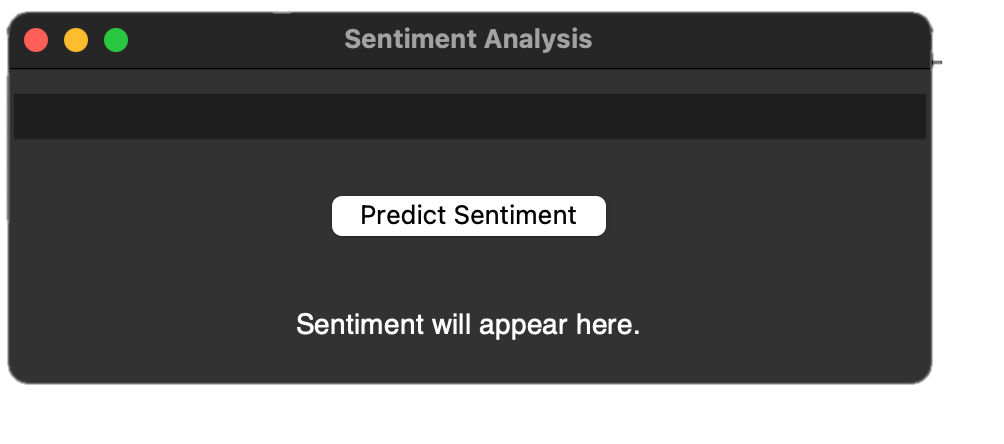 Sentiment Analysis
Predict Sentiment
Sentiment will appear here.